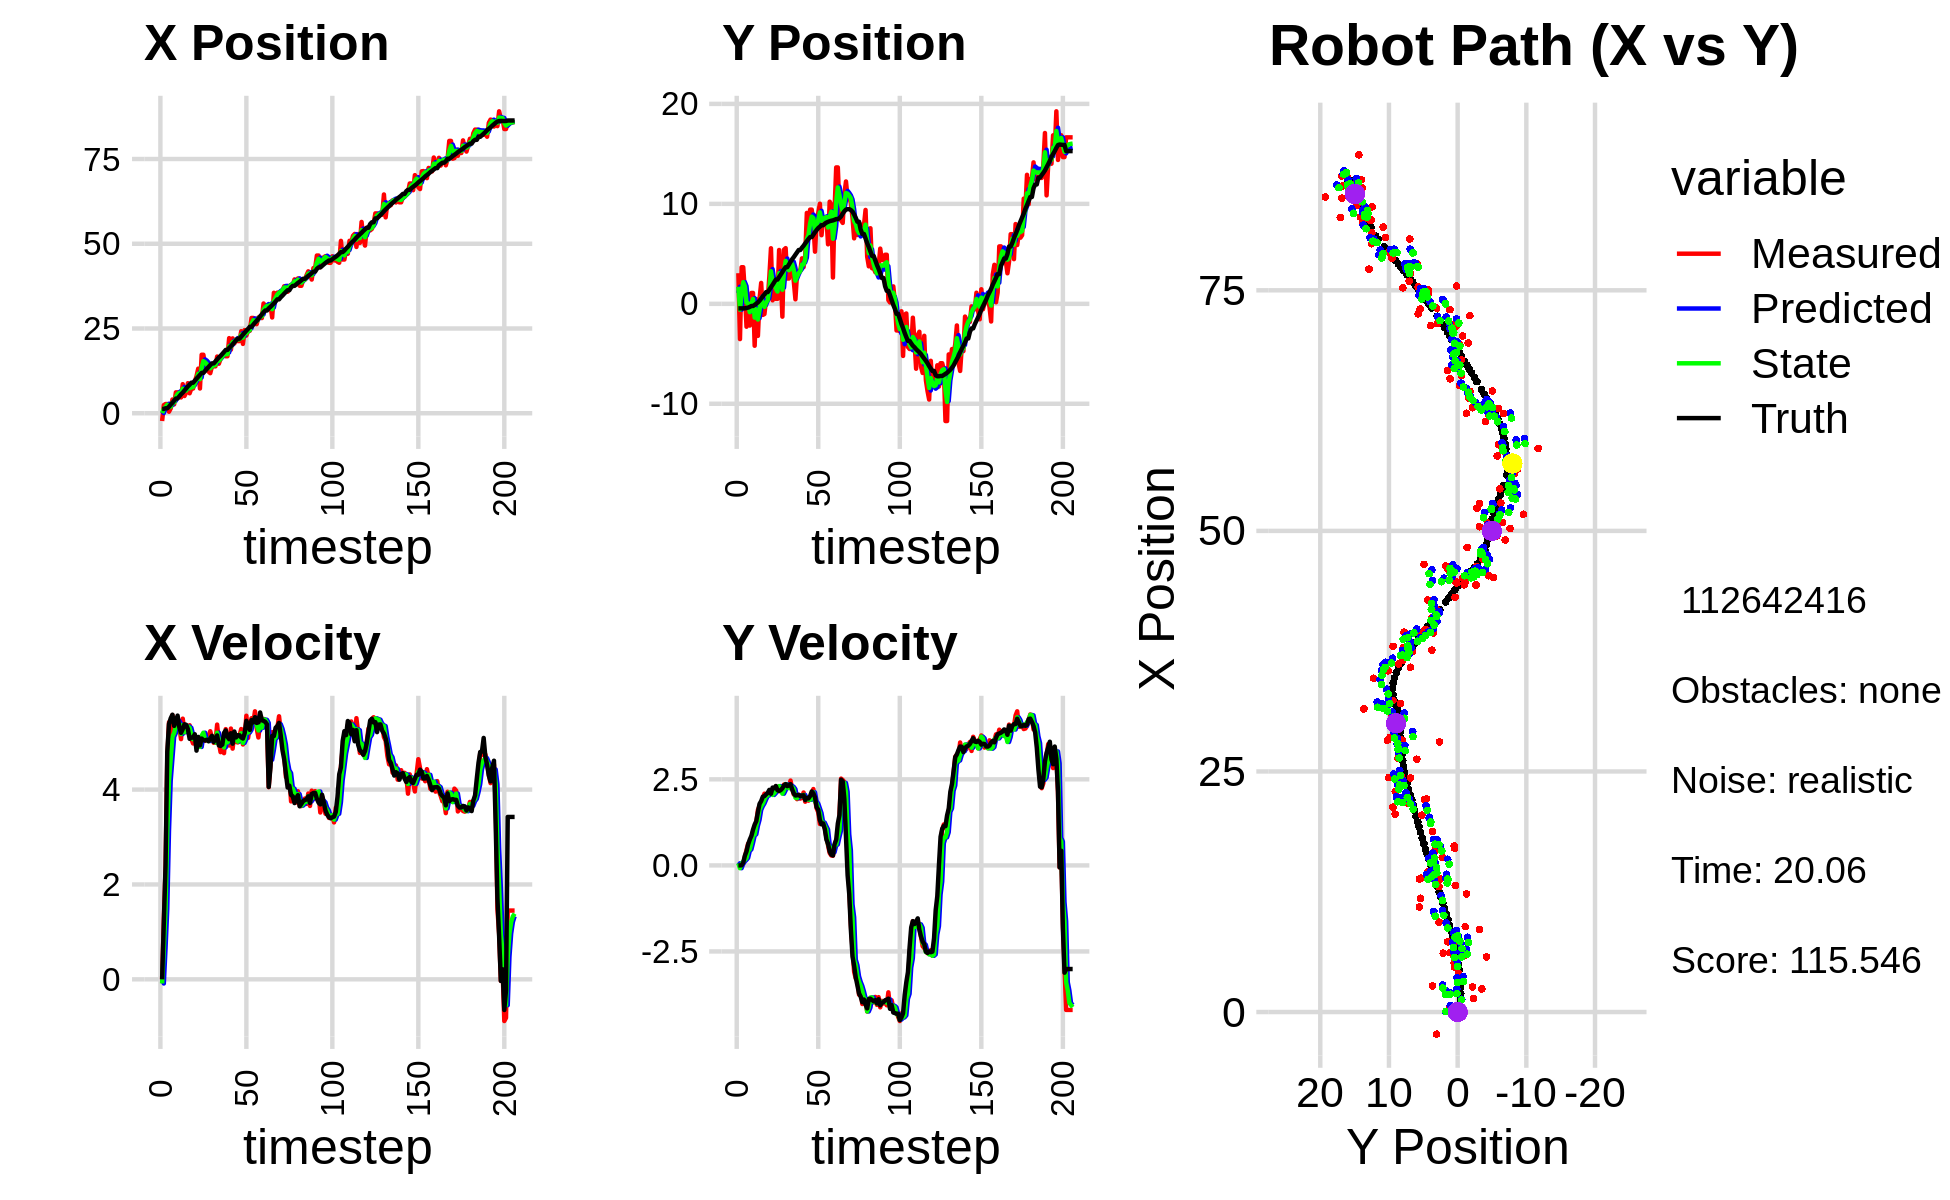 X Position
75
50
25
0
0
50
100
150
200
timestep
Y Position
20
10
0
-10
0
50
100
150
200
timestep
X Velocity
4
2
0
0
50
100
150
200
timestep
Y Velocity
2.5
0.0
-2.5
0
50
100
150
200
timestep
Robot Path (X vs Y)
X Position
75
50
25
0
20 10 0 -10 -20
Y Position
variable
Measured
Predicted
State
Truth
112642416
Obstacles: none
Noise: realistic
Time: 20.06
Score: 115.546